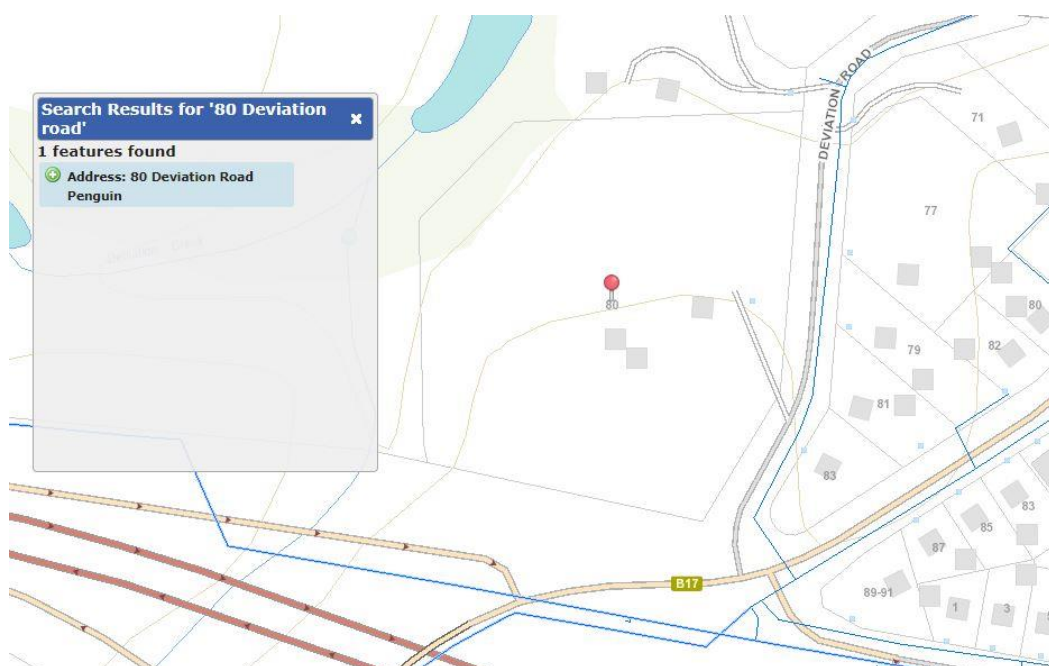 Search Results for '80 Deviation
road'
1 features found
Address: 80 Deviation Road
Penguin
DEVIATION ROAD
71
77
80
80
79
82
81
83
83
85
87
89-91
1
3
B17